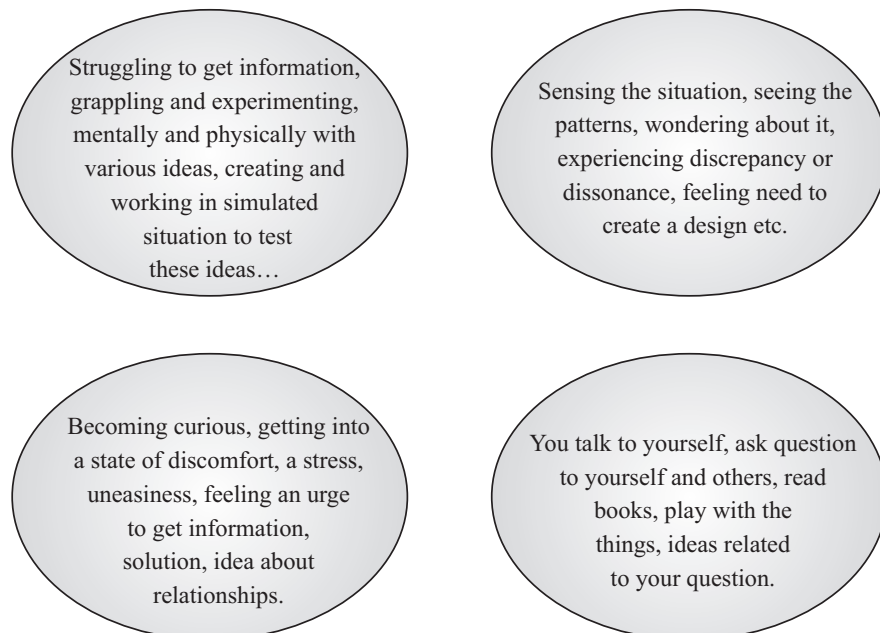 Struggling to get information,
grappling and experimenting,
mentally and physically with
various ideas, creating and
working in simulated
situation to test
these ideas…
Sensing the situation, seeing the
patterns, wondering about it,
experiencing discrepancy or
dissonance, feeling need to
create a design etc.
Becoming curious, getting into
a state of discomfort, a stress,
uneasiness, feeling an urge
to get information,
solution, idea about
relationships.
You talk to yourself, ask question
to yourself and others, read
books, play with the
things, ideas related
to your question.